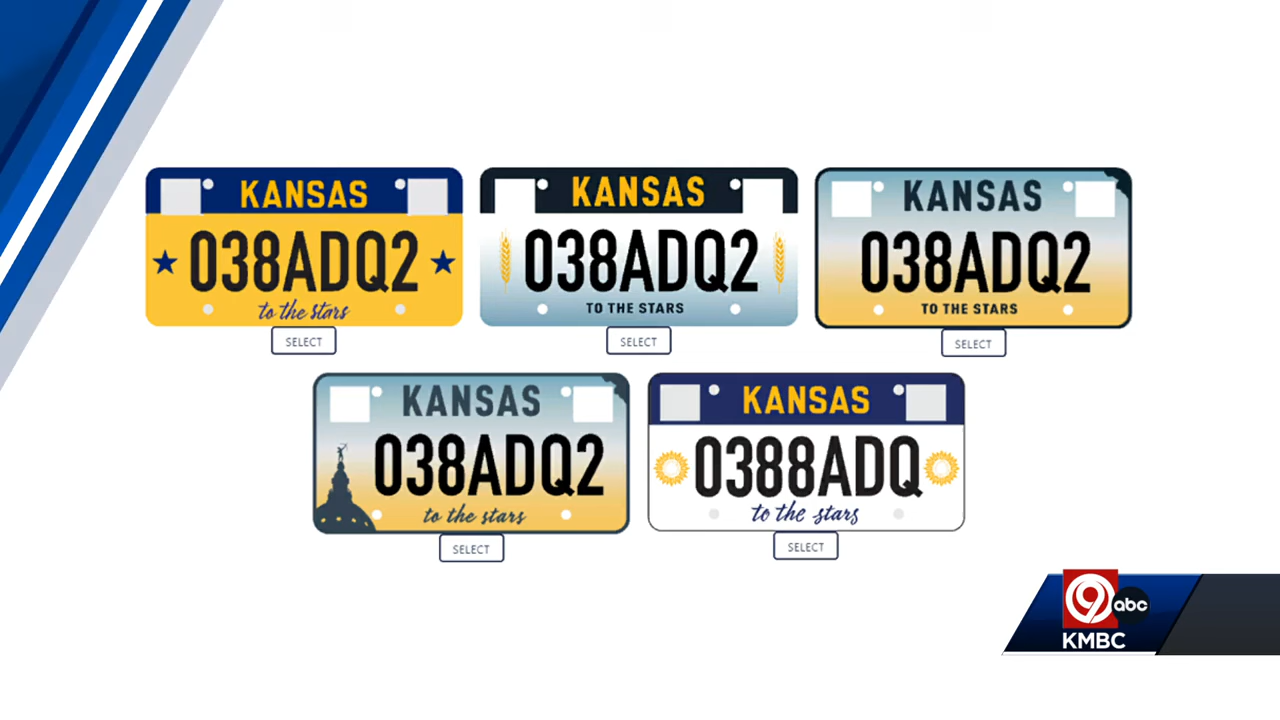 KANSAS
038ADQ2
to the stars
SELECT
KANSAS
038ADQ2
TO THE STARS
SELECT
KANSAS
038ADQ2
TO THE STARS
SELECT
KANSAS
038ADQ2
to the stars
SELECT
KANSAS
0388ADQ
to the stars
SELECT
9 abc
KMBC